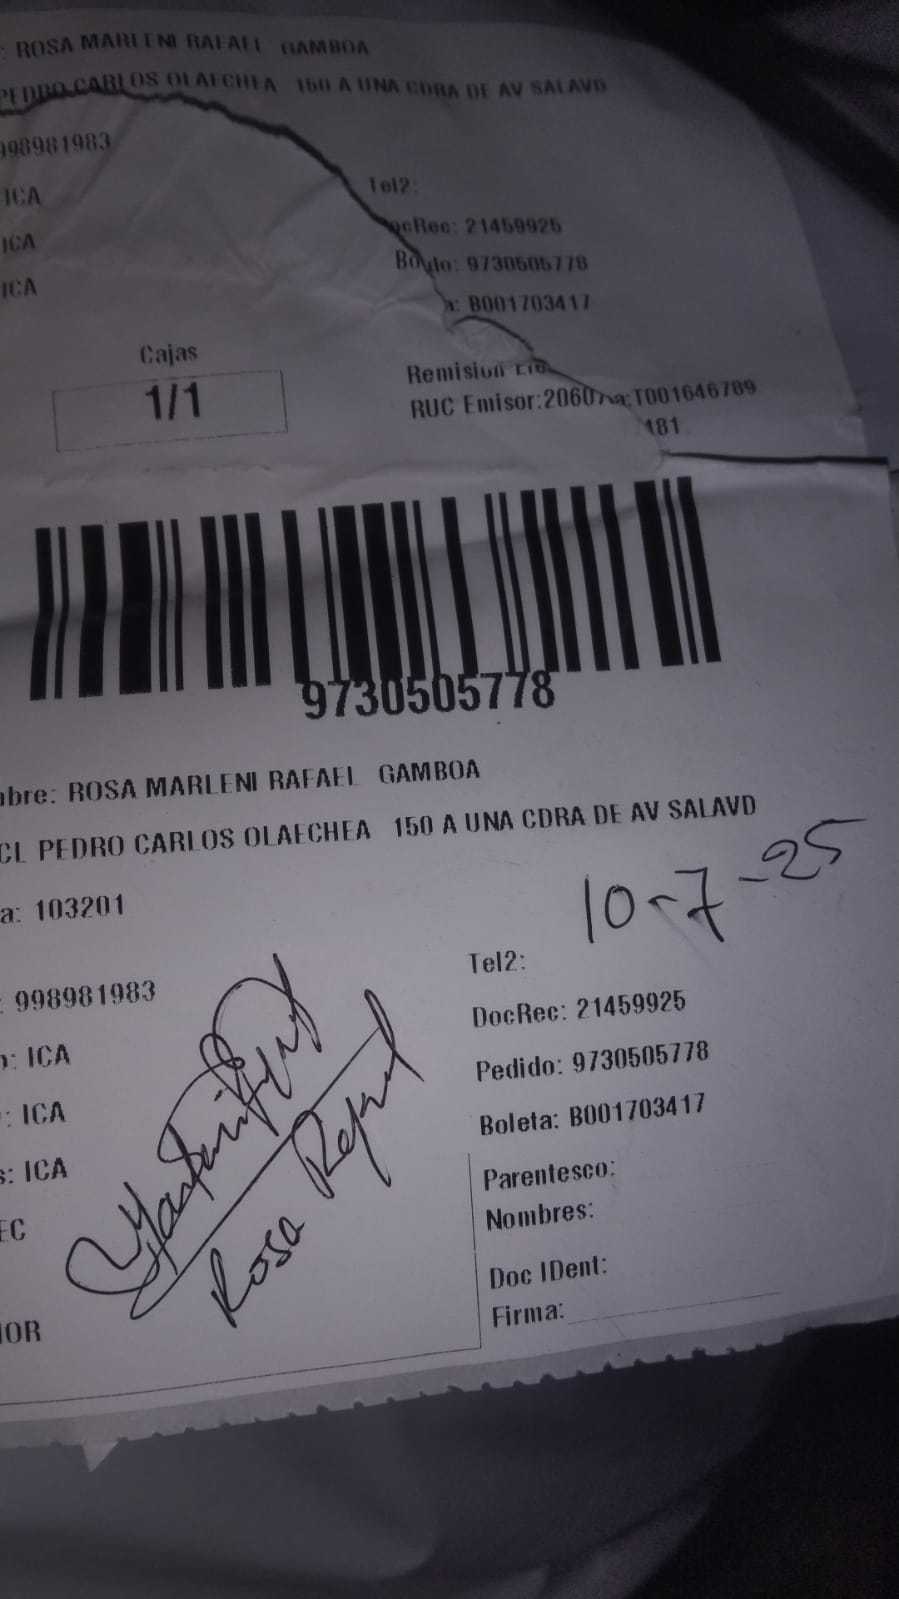 : ROSA MARLENI RAFAEL GAMBOA
PEDRO CARLOS OLAECHEA 150 A UNA CDRA DE AV SALAVD
998981983
ICA
Tel2:
ICA
DocRec: 21459925
ICA
9730505778
a: B001703417
Cajas
1/1
Remision
a:T001646789
RUC Emisor:20607
181
9730505778
mbre: ROSA MARLENI RAFAEL GAMBOA
CL PEDRO CARLOS OLAECHEA 150 A UNA CDRA DE AV SALAVD
10-7-25
a: 103201
Tel2:
: 998981983
DocRec: 21459925
o: ICA
Pedido: 9730505778
: ICA
Boleta: B001703417
s: ICA
Parentesco:
EC
Nombres:
Rosa Rafael
Doc IDent:
IOR
Firma: